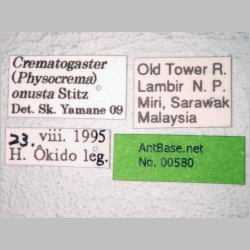 Crematogaster
(Physocrema)
onusta Stitz
Det. Sk. Yamane 09
Old Tower R.
Lambir N. P.
Miri, Sarawak
Malaysia
23. viii. 1995
H. Ôkido leg.
AntBase.net
No. 00580